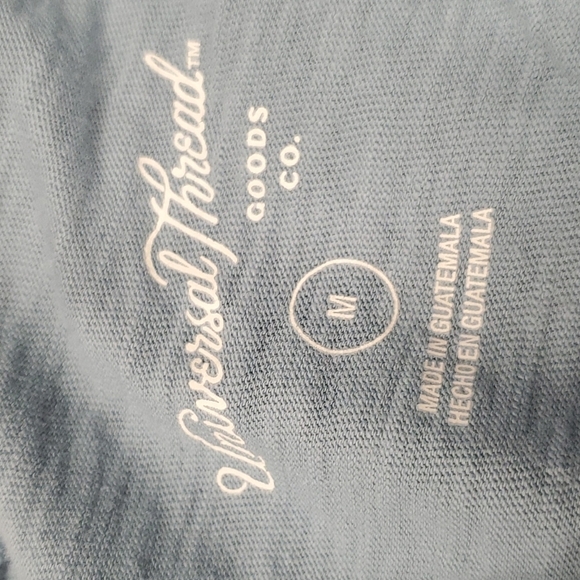 Universal Thread™
GOODS
CO.
M
MADE IN GUATEMALA
HECHO EN GUATEMALA